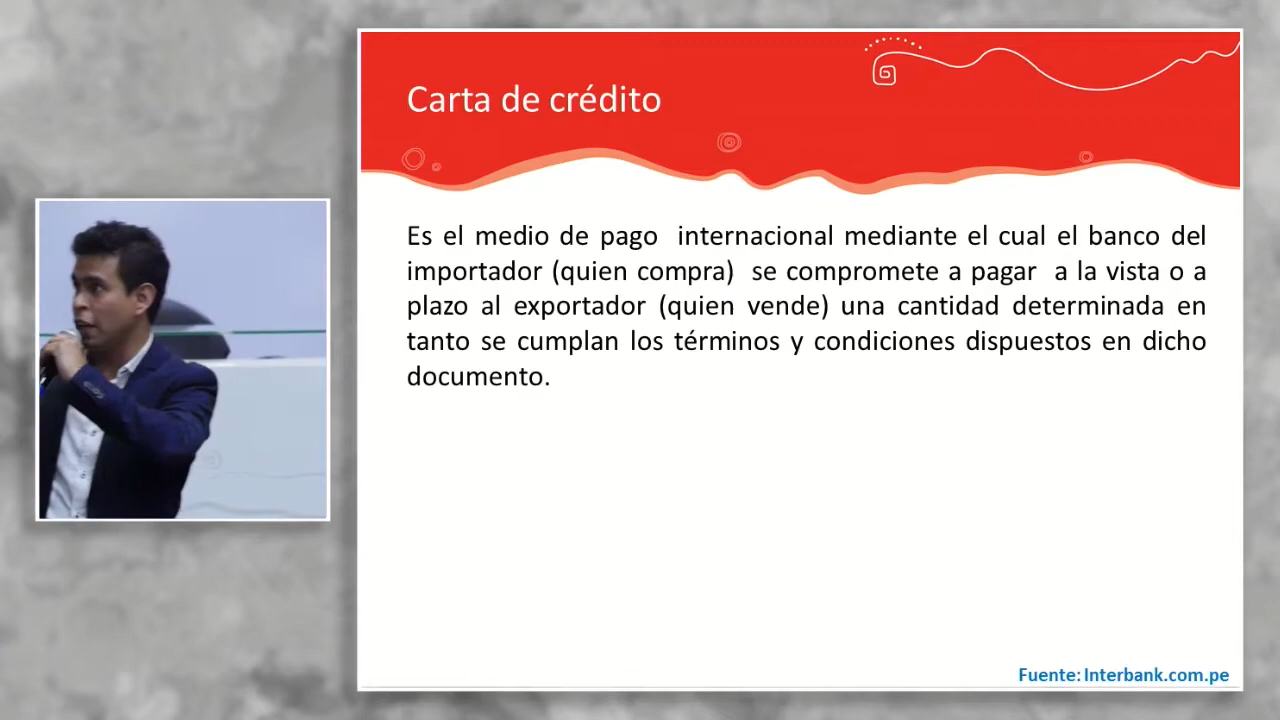 Carta de crédito
Es el medio de pago internacional mediante el cual el banco del
importador (quien compra) se compromete a pagar a la vista o a
plazo al exportador (quien vende) una cantidad determinada en
tanto se cumplan los términos y condiciones dispuestos en dicho
documento.
Fuente: Interbank.com.pe